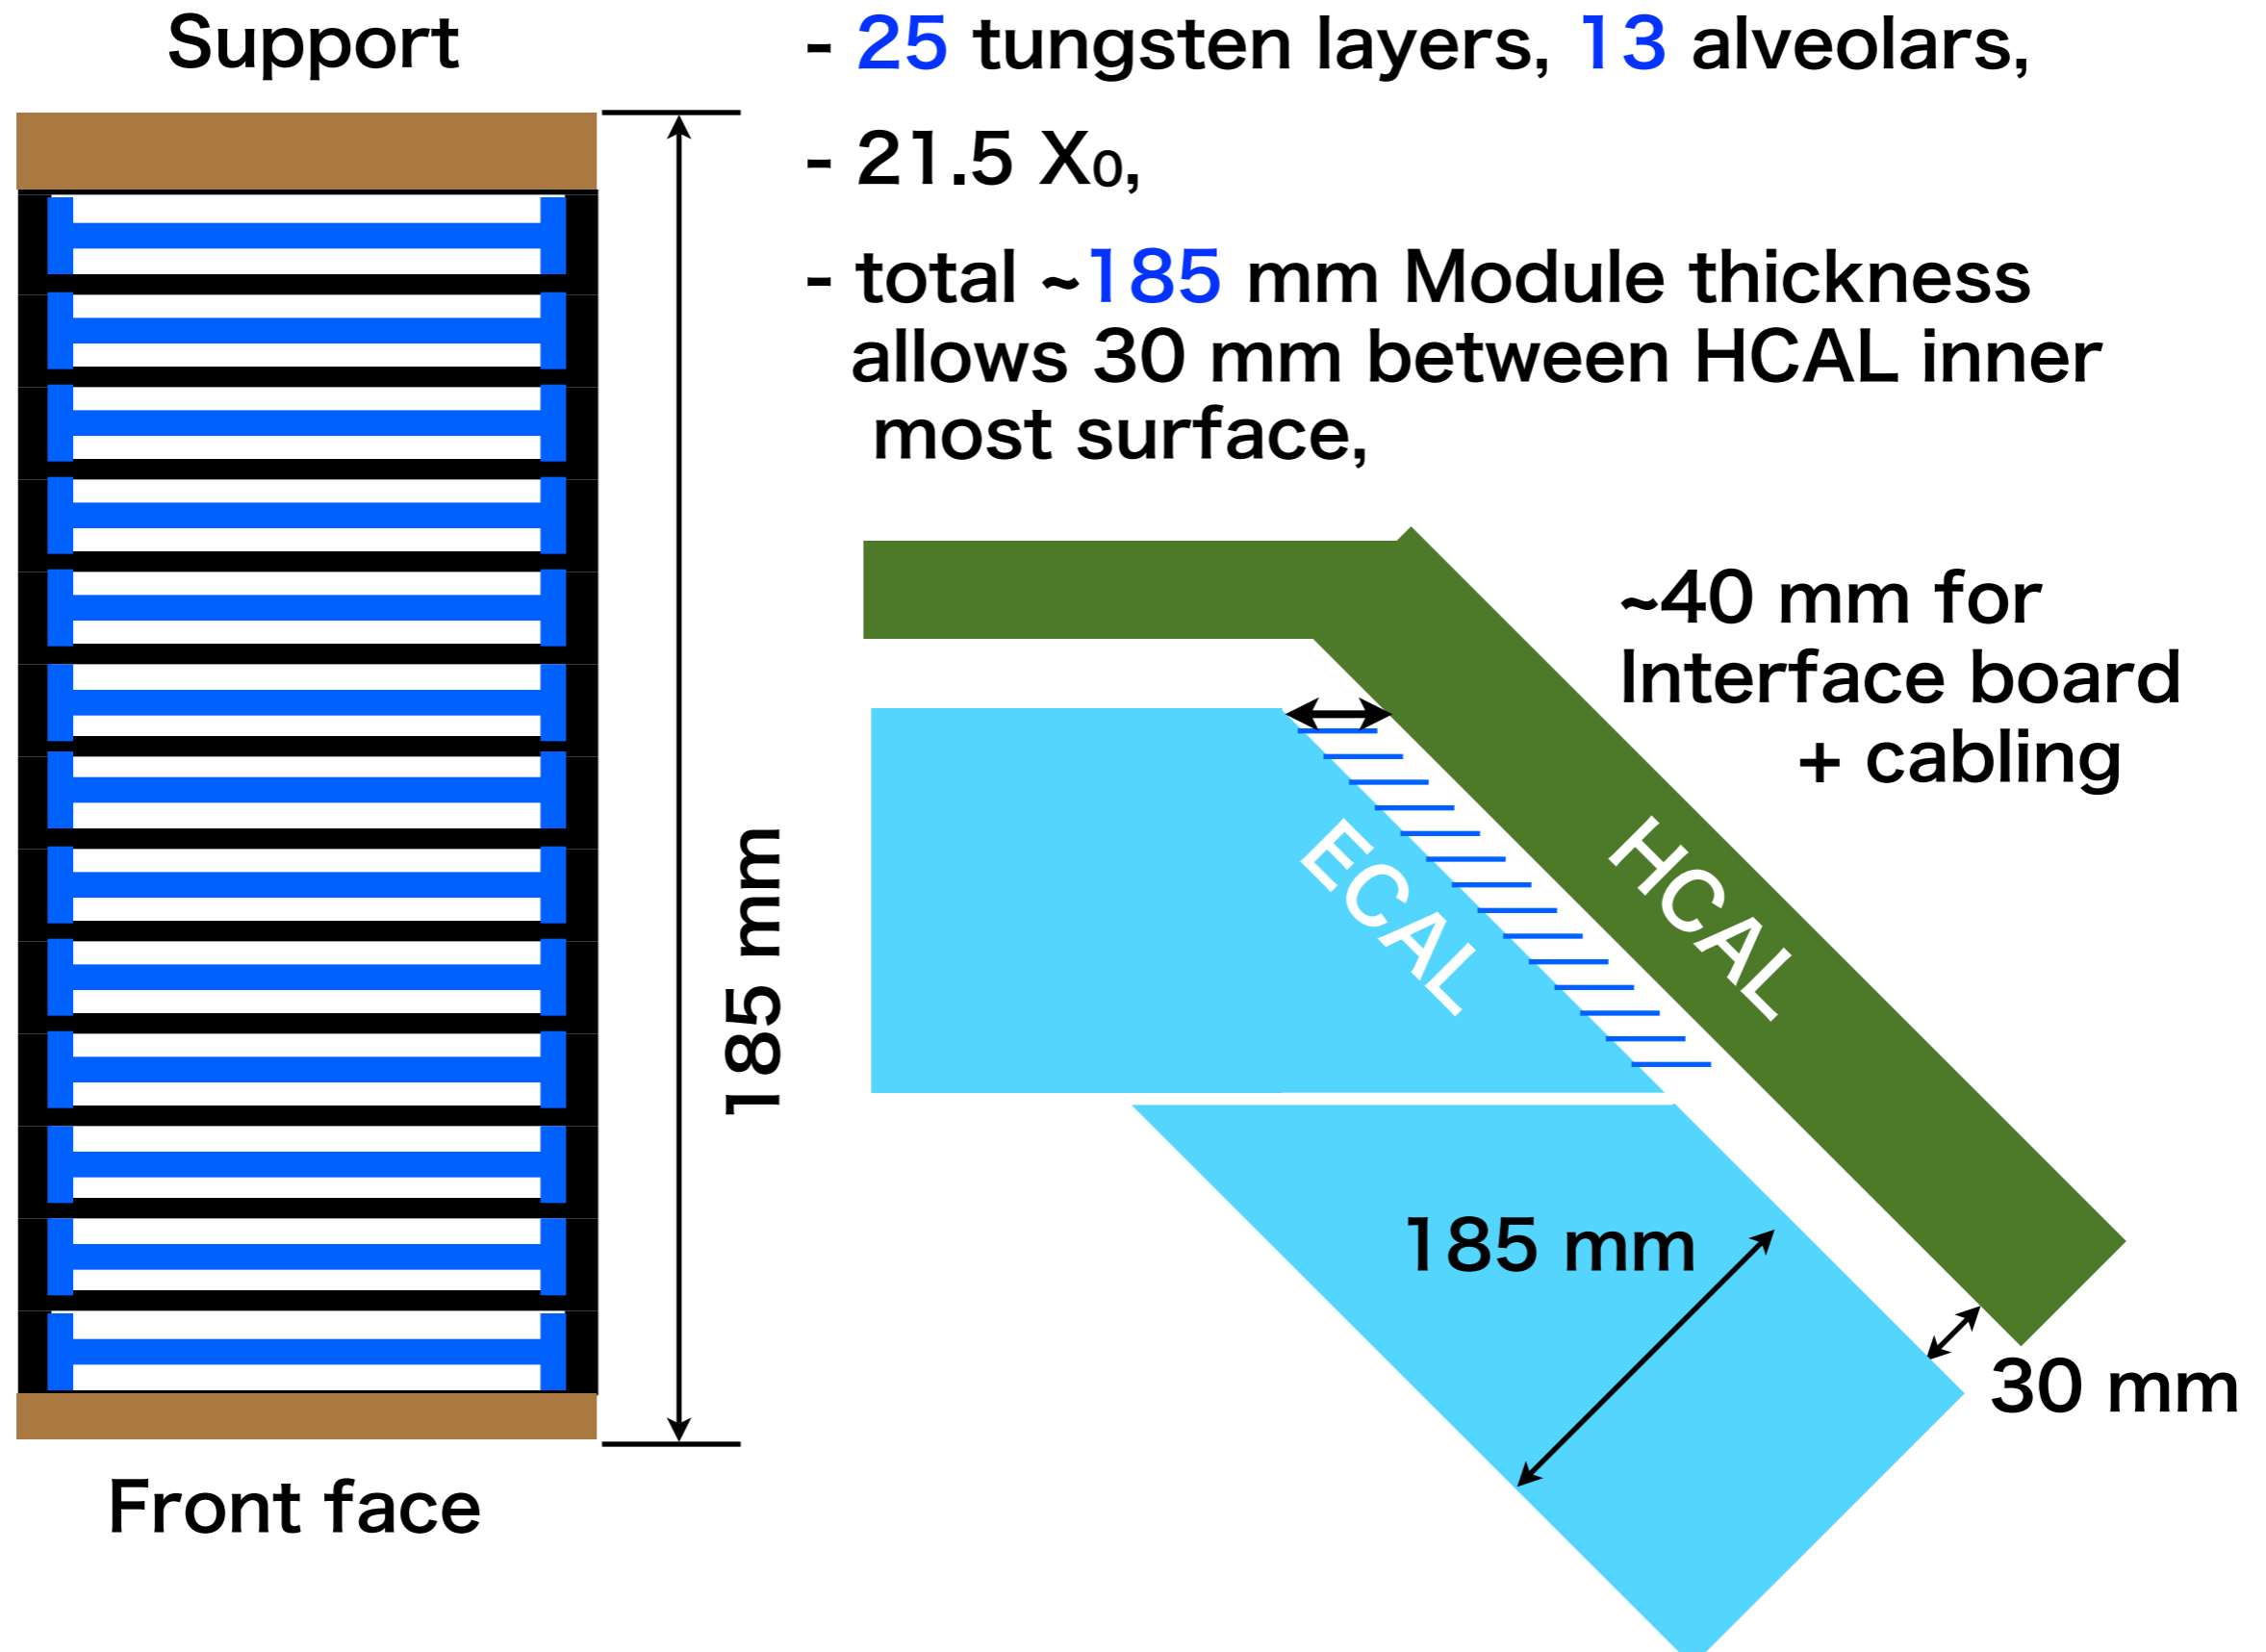 Support
- 25 tungsten layers, 13 alveolars,
- 21.5 X₀,
- total ~185 mm Module thickness
allows 30 mm between HCAL inner
most surface,
~40 mm for
Interface board
+ cabling
185 mm
ECAL
HCAL
185 mm
30 mm
Front face